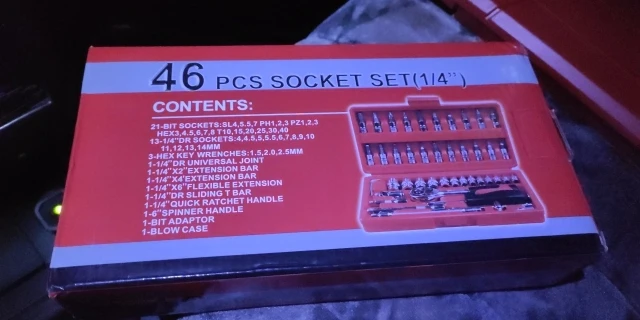 46 PCS SOCKET SET(1/4")
CONTENTS:
21-BIT SOCKETS:SL4,5.5,7 PH1,2,3 PZ1,2,3
HEX3,4.5,6,7,8 T10,15,20,25,30,40
13-1/4"DR SOCKETS:4,4.5,5,5.5,6,7,8,9,10
11,12,13,14MM
3-HEX KEY WRENCHES:1.5,2.0,2.5MM
1-1/4"DR UNIVERSAL JOINT
1-1/4"X2"EXTENSION BAR
1-1/4"X4"EXTENSION BAR
1-1/4"X6"FLEXIBLE EXTENSION
1-1/4"DR SLIDING T BAR
1-1/4"QUICK RATCHET HANDLE
1-6"SPINNER HANDLE
1-BIT ADAPTOR
1-BLOW CASE